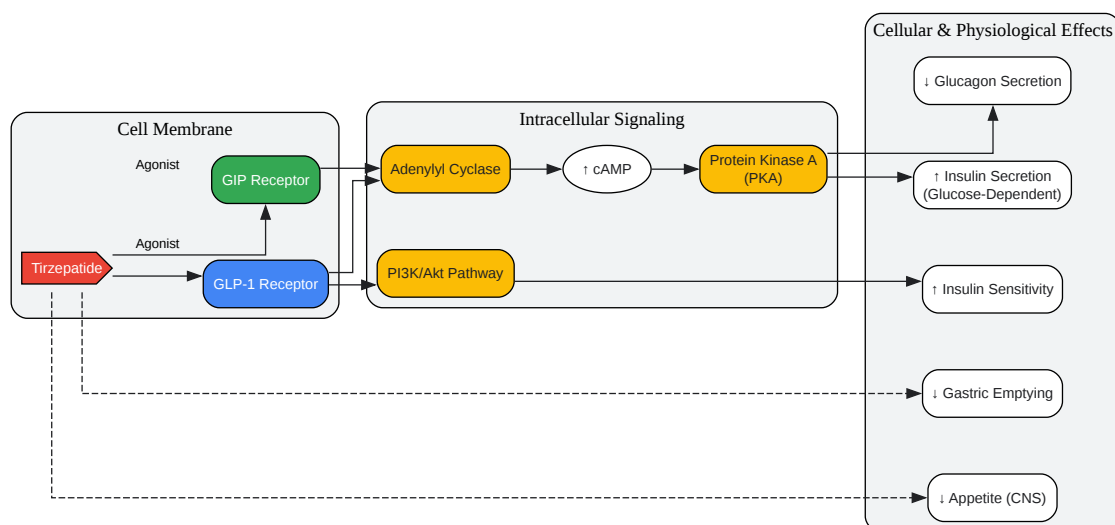 Cellular & Physiological Effects
↓ Glucagon Secretion
Cell Membrane
Intracellular Signaling
Agonist
GIP Receptor
Adenylyl Cyclase
↑ cAMP
Protein Kinase A
(PKA)
↑ Insulin Secretion
(Glucose-Dependent)
Agonist
Tirzepatide
GLP-1 Receptor
PI3K/Akt Pathway
↑ Insulin Sensitivity
↓ Gastric Emptying
↓ Appetite (CNS)